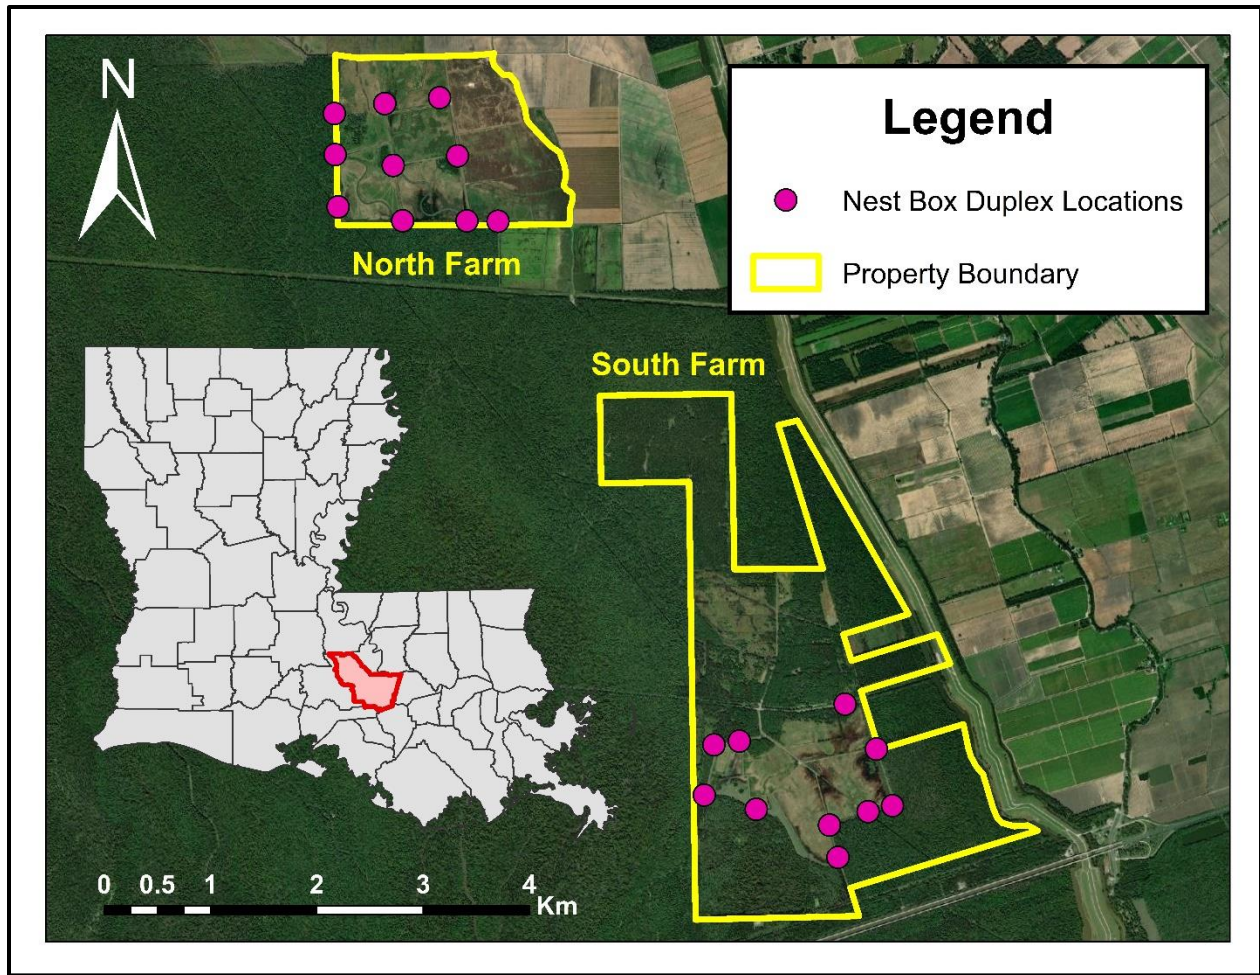 N
Legend
Nest Box Duplex Locations
Property Boundary
North Farm
South Farm
0 0.5 1 2 3 4
Km